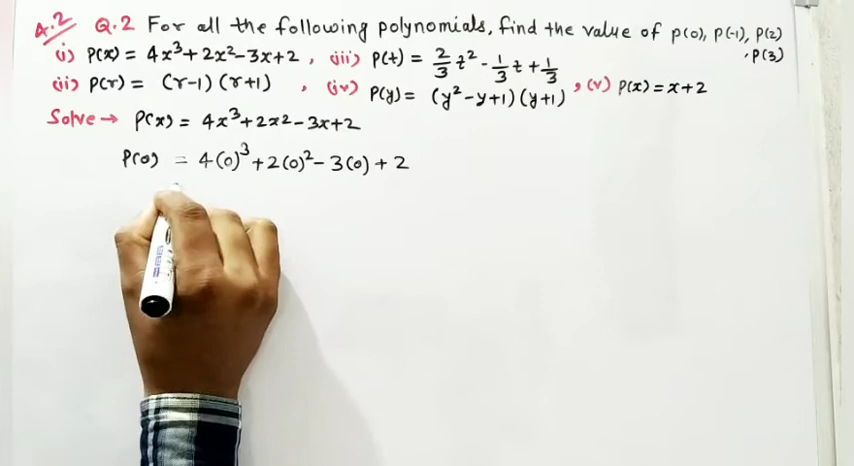 A.2 Q.2 For all the following polynomials, find the value of p(0), p(-1), p(2)
, p(3)
(i) P(x) = 4x³+2x²-3x+2 , (iii) P(t) = 2/3 t² - 1/3 t + 1/3
(ii) P(r) = (r-1)(r+1) , (iv) P(y) = (y²-y+1)(y+1) , (v) P(x) = x+2
Solve → P(x) = 4x³+2x2-3x+2
P(0) = 4(0)³+2(0)²-3(0)+2